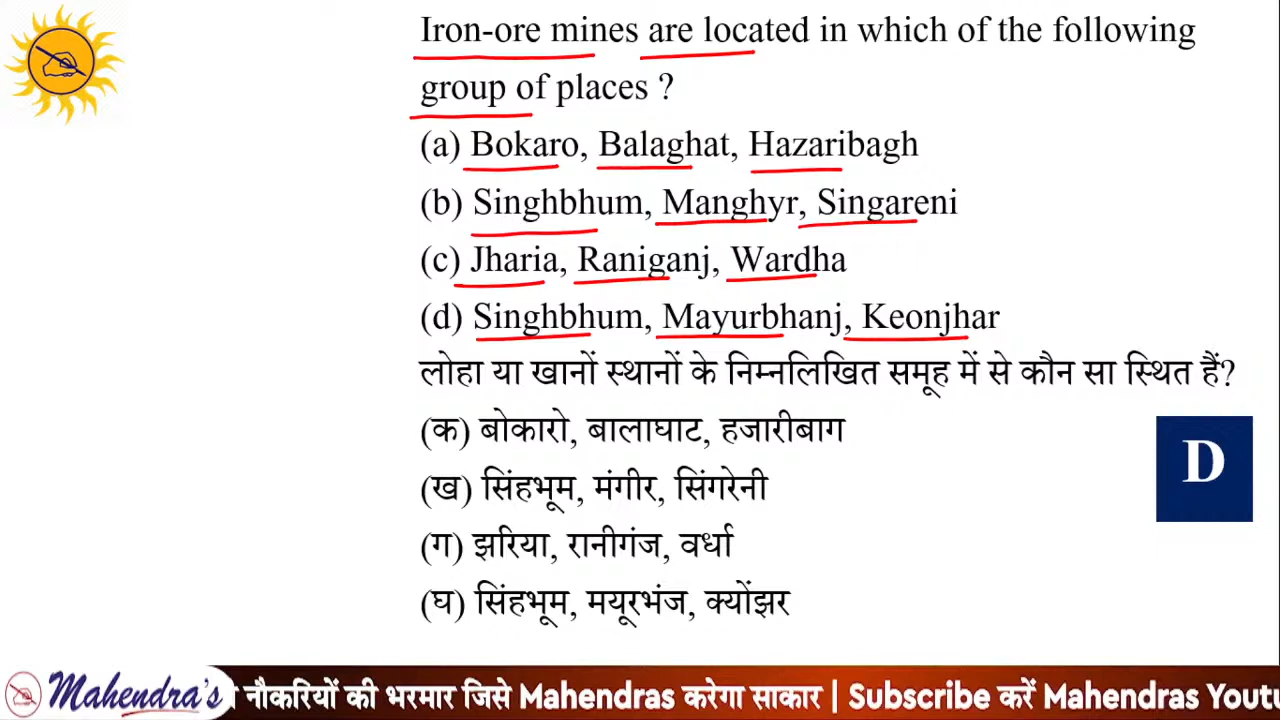 Iron-ore mines are located in which of the following
group of places ?
(a) Bokaro, Balaghat, Hazaribagh
(b) Singhbhum, Manghyr, Singareni
(c) Jharia, Raniganj, Wardha
(d) Singhbhum, Mayurbhanj, Keonjhar
लोहा या खानों स्थानों के निम्नलिखित समूह में से कौन सा स्थित हैं?
(क) बोकारो, बालाघाट, हजारीबाग
(ख) सिंहभूम, मंगीर, सिंगरेनी
D
(ग) झरिया, रानीगंज, वर्धा
(घ) सिंहभूम, मयूरभंज, क्योंझर
Mahendra's नौकरियों की भरमार जिसे Mahendras करेगा साकार | Subscribe करें Mahendras